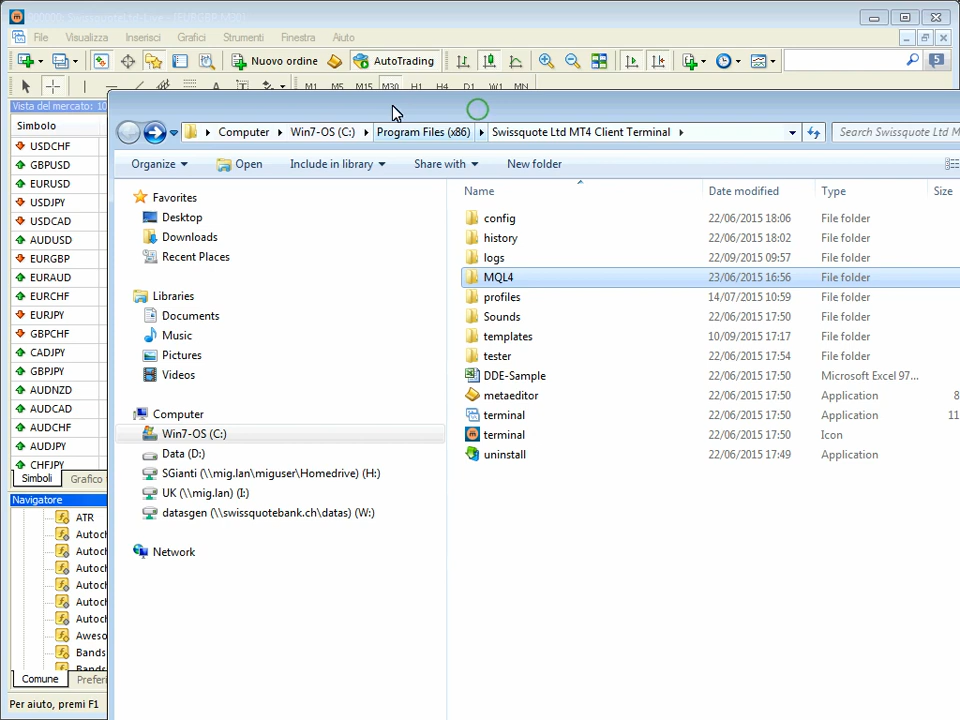 File Visualizza Inserisci Grafici Strumenti Finestra Aiuto
Nuovo ordine AutoTrading 5
A T M1 M5 M15 M30 H1 H4 D1 W1 MN
Vista del mercato: 10
Simbolo
USDCHF
GBPUSD
EURUSD
USDJPY
USDCAD
AUDUSD
EURGBP
EURAUD
EURCHF
EURJPY
GBPCHF
CADJPY
GBPJPY
AUDNZD
AUDCAD
AUDCHF
AUDJPY
CHFJPY
Simboli Grafico
Navigatore
ATR
Autoch
Autoch
Autoch
Autoch
Autoch
Autoch
Aweso
Bands
Bands
Comune Preferi
Per aiuto, premi F1
Computer Win7-OS (C:) Program Files (x86) Swissquote Ltd MT4 Client Terminal Search Swissquote Ltd M
Organize Open Include in library Share with New folder
Favorites
Desktop
Downloads
Recent Places
Libraries
Documents
Music
Pictures
Videos
Computer
Win7-OS (C:)
Data (D:)
SGianti (\\mig.lan\miguser\Homedrive) (H:)
UK (\\mig.lan) (I:)
datasgen (\\swissquotebank.ch\datas) (W:)
Network
Name Date modified Type Size
config 22/06/2015 18:06 File folder
history 22/06/2015 18:02 File folder
logs 22/09/2015 09:57 File folder
MQL4 23/06/2015 16:56 File folder
profiles 14/07/2015 10:59 File folder
Sounds 22/06/2015 17:50 File folder
templates 10/09/2015 17:17 File folder
tester 22/06/2015 17:54 File folder
DDE-Sample 22/06/2015 17:50 Microsoft Excel 97...
metaeditor 22/06/2015 17:50 Application 8
terminal 22/06/2015 17:50 Application 11
terminal 22/06/2015 17:50 Icon
uninstall 22/06/2015 17:49 Application